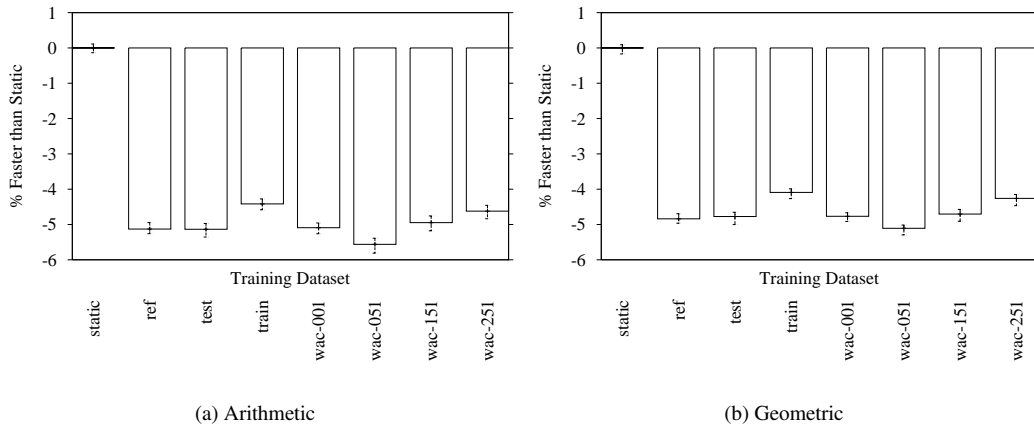 1
0
-1
-2
-3
-4
-5
-6
% Faster than Static
Training Dataset
static
ref
test
train
wac-001
wac-051
wac-151
wac-251
(a) Arithmetic
1
0
-1
-2
-3
-4
-5
-6
% Faster than Static
Training Dataset
static
ref
test
train
wac-001
wac-051
wac-151
wac-251
(b) Geometric